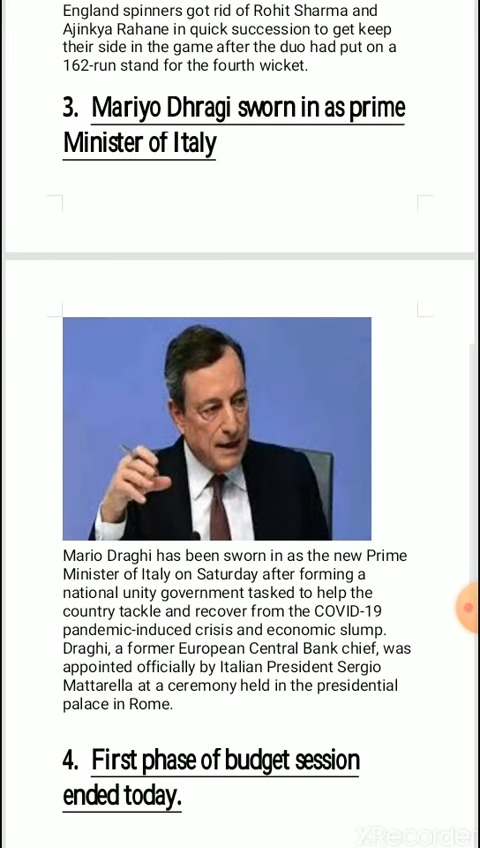 England spinners got rid of Rohit Sharma and
Ajinkya Rahane in quick succession to get keep
their side in the game after the duo had put on a
162-run stand for the fourth wicket.
3. Mariyo Dhragi sworn in as prime
Minister of Italy
Mario Draghi has been sworn in as the new Prime
Minister of Italy on Saturday after forming a
national unity government tasked to help the
country tackle and recover from the COVID-19
pandemic-induced crisis and economic slump.
Draghi, a former European Central Bank chief, was
appointed officially by Italian President Sergio
Mattarella at a ceremony held in the presidential
palace in Rome.
4. First phase of budget session
ended today.
XRecorder